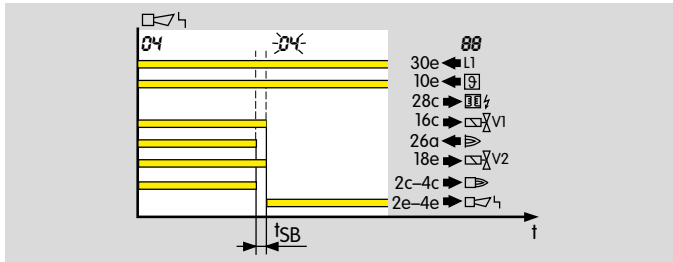 04 -04- 88
30e L1
10e ϑ
28c
16c V1
26a
18e V2
2c–4c
2e–4e
tSB t